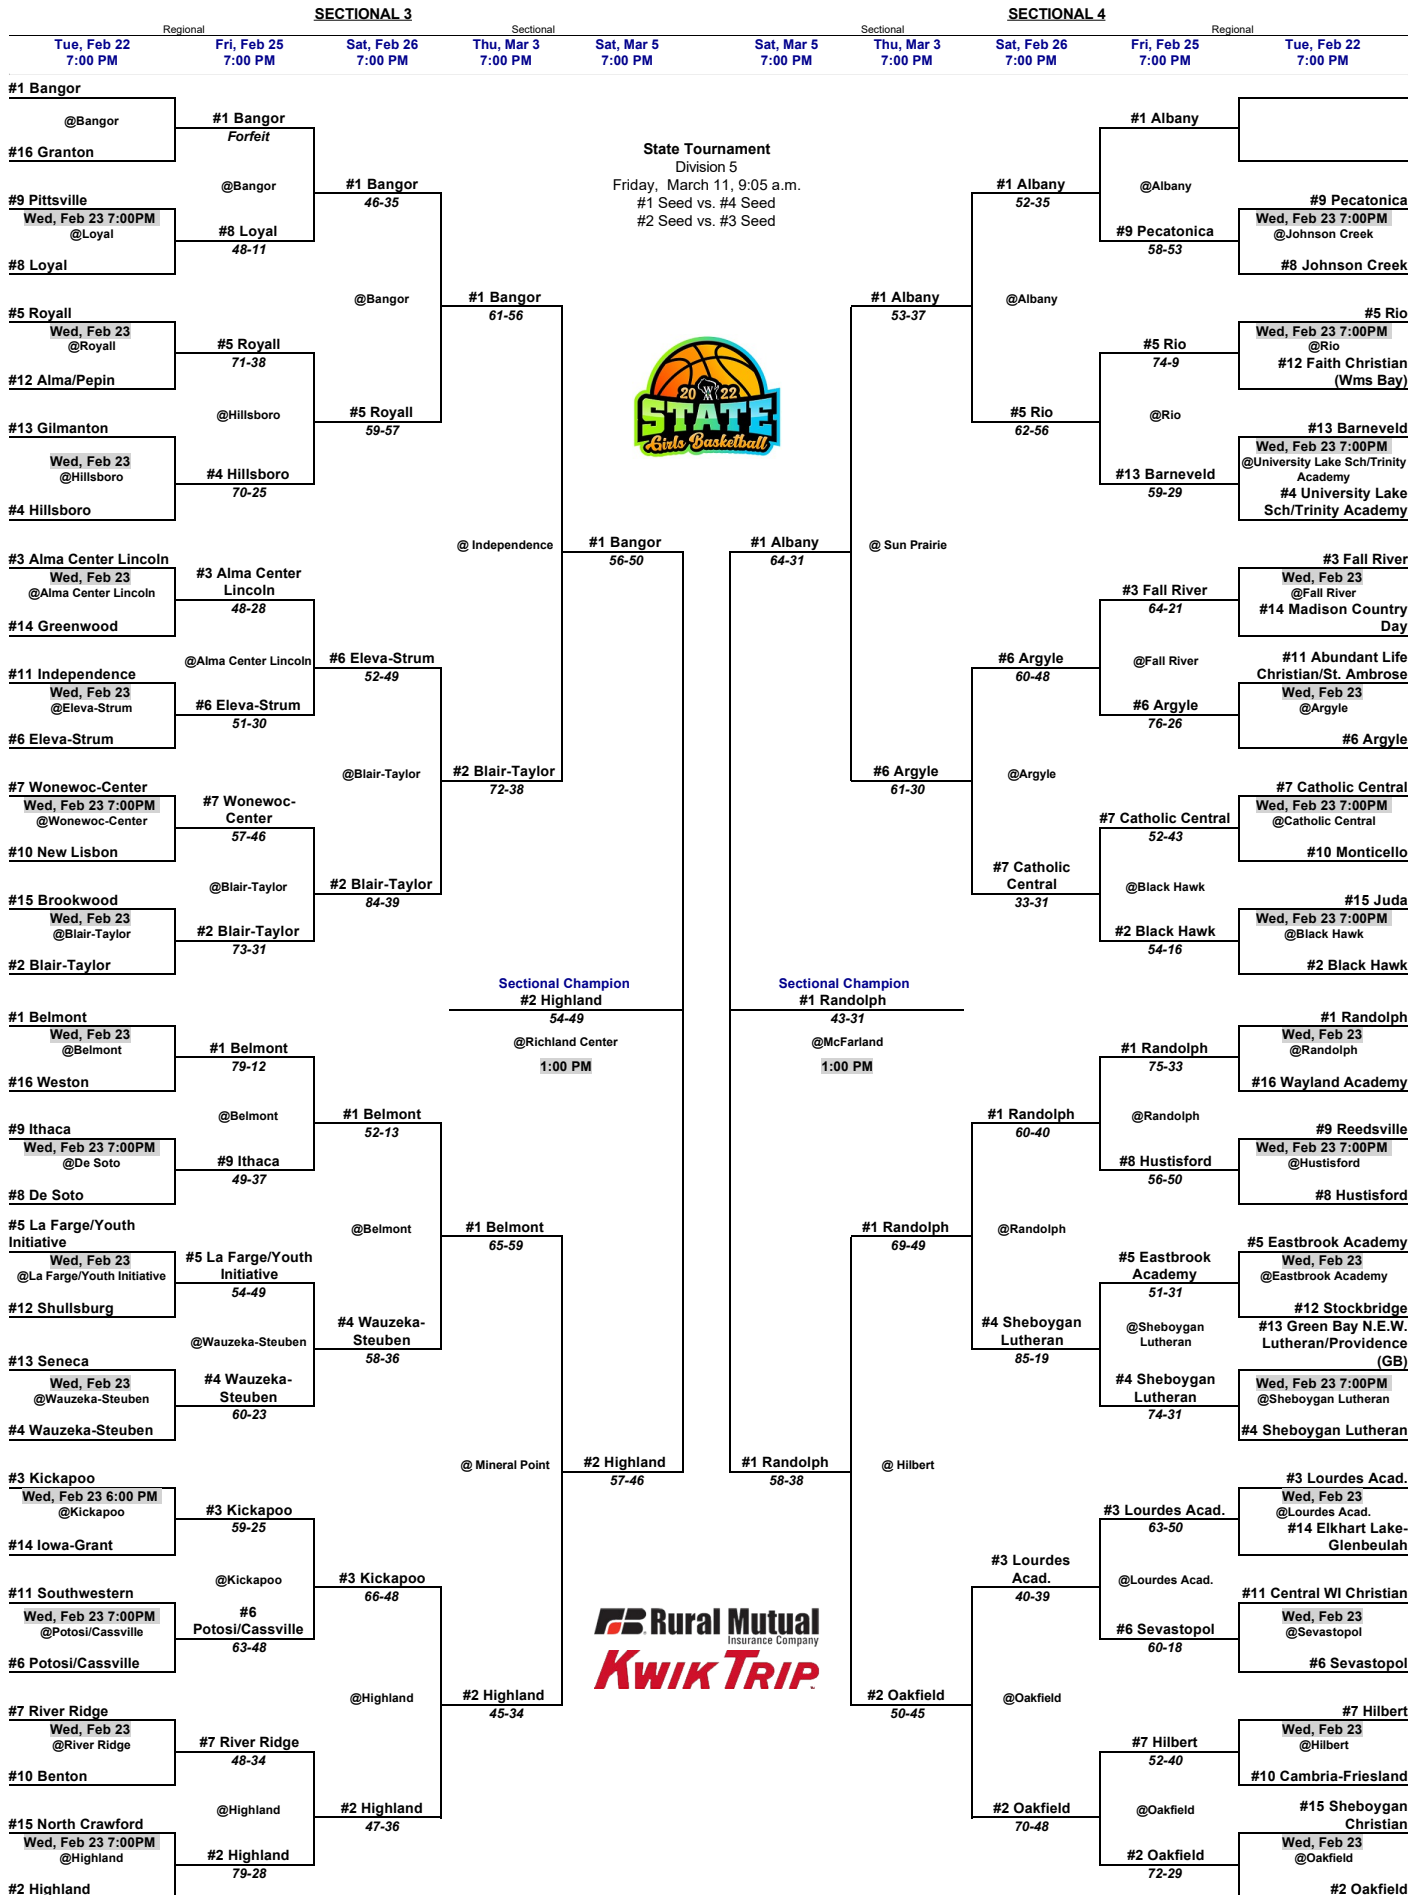 SECTIONAL 3
SECTIONAL 4
Regional
Sectional
Sectional
Regional
Tue, Feb 22
7:00 PM
Fri, Feb 25
7:00 PM
Sat, Feb 26
7:00 PM
Thu, Mar 3
7:00 PM
Sat, Mar 5
7:00 PM
Sat, Mar 5
7:00 PM
Thu, Mar 3
7:00 PM
Sat, Feb 26
7:00 PM
Fri, Feb 25
7:00 PM
Tue, Feb 22
7:00 PM
#1 Bangor
@Bangor
#16 Granton
#9 Pittsville
Wed, Feb 23 7:00PM
@Loyal
#8 Loyal
#5 Royall
Wed, Feb 23
@Royall
#12 Alma/Pepin
#13 Gilmanton
Wed, Feb 23
@Hillsboro
#4 Hillsboro
#3 Alma Center Lincoln
Wed, Feb 23
@Alma Center Lincoln
#14 Greenwood
#11 Independence
Wed, Feb 23
@Eleva-Strum
#6 Eleva-Strum
#7 Wonewoc-Center
Wed, Feb 23 7:00PM
@Wonewoc-Center
#10 New Lisbon
#15 Brookwood
Wed, Feb 23
@Blair-Taylor
#2 Blair-Taylor
#1 Belmont
Wed, Feb 23
@Belmont
#16 Weston
#9 Ithaca
Wed, Feb 23 7:00PM
@De Soto
#8 De Soto
#5 La Farge/Youth
Initiative
Wed, Feb 23
@La Farge/Youth Initiative
#12 Shullsburg
#13 Seneca
Wed, Feb 23
@Wauzeka-Steuben
#4 Wauzeka-Steuben
#3 Kickapoo
Wed, Feb 23 6:00 PM
@Kickapoo
#14 Iowa-Grant
#11 Southwestern
Wed, Feb 23 7:00PM
@Potosi/Cassville
#6 Potosi/Cassville
#7 River Ridge
Wed, Feb 23
@River Ridge
#10 Benton
#15 North Crawford
Wed, Feb 23 7:00PM
@Highland
#2 Highland
#1 Bangor
Forfeit
@Bangor
#8 Loyal
48-11
#5 Royall
71-38
@Hillsboro
#4 Hillsboro
70-25
#3 Alma Center
Lincoln
48-28
@Alma Center Lincoln
#6 Eleva-Strum
51-30
#7 Wonewoc-
Center
57-46
@Blair-Taylor
#2 Blair-Taylor
73-31
#1 Belmont
79-12
@Belmont
#9 Ithaca
49-37
#5 La Farge/Youth
Initiative
54-49
@Wauzeka-Steuben
#4 Wauzeka-
Steuben
60-23
#3 Kickapoo
59-25
@Kickapoo
#6
Potosi/Cassville
63-48
#7 River Ridge
48-34
@Highland
#2 Highland
79-28
#1 Bangor
46-35
@Bangor
#5 Royall
59-57
#6 Eleva-Strum
52-49
@Blair-Taylor
#2 Blair-Taylor
84-39
#1 Belmont
52-13
@Belmont
#4 Wauzeka-
Steuben
58-36
#3 Kickapoo
66-48
@Highland
#2 Highland
47-36
#1 Bangor
61-56
@ Independence
#2 Blair-Taylor
72-38
#1 Belmont
65-59
@ Mineral Point
#2 Highland
45-34
#1 Bangor
56-50
Sectional Champion
#2 Highland
54-49
@Richland Center
1:00 PM
#2 Highland
57-46
State Tournament
Division 5
Friday, March 11, 9:05 a.m.
#1 Seed vs. #4 Seed
#2 Seed vs. #3 Seed
20 WIAA 22
STATE
Girls Basketball
Rural Mutual
Insurance Company
KWIK TRIP
#1 Albany
64-31
Sectional Champion
#1 Randolph
43-31
@McFarland
1:00 PM
#1 Randolph
58-38
#1 Albany
53-37
@ Sun Prairie
#6 Argyle
61-30
#1 Randolph
69-49
@ Hilbert
#2 Oakfield
50-45
#1 Albany
52-35
@Albany
#5 Rio
62-56
#6 Argyle
60-48
@Argyle
#7 Catholic
Central
33-31
#1 Randolph
60-40
@Randolph
#4 Sheboygan
Lutheran
85-19
#3 Lourdes
Acad.
40-39
@Oakfield
#2 Oakfield
70-48
#1 Albany
@Albany
#9 Pecatonica
58-53
#5 Rio
74-9
@Rio
#13 Barneveld
59-29
#3 Fall River
64-21
@Fall River
#6 Argyle
76-26
#7 Catholic Central
52-43
@Black Hawk
#2 Black Hawk
54-16
#1 Randolph
75-33
@Randolph
#8 Hustisford
56-50
#5 Eastbrook
Academy
51-31
@Sheboygan
Lutheran
#4 Sheboygan
Lutheran
74-31
#3 Lourdes Acad.
63-50
@Lourdes Acad.
#6 Sevastopol
60-18
#7 Hilbert
52-40
@Oakfield
#2 Oakfield
72-29
#9 Pecatonica
Wed, Feb 23 7:00PM
@Johnson Creek
#8 Johnson Creek
#5 Rio
Wed, Feb 23 7:00PM
@Rio
#12 Faith Christian
(Wms Bay)
#13 Barneveld
Wed, Feb 23 7:00PM
@University Lake Sch/Trinity
Academy
#4 University Lake
Sch/Trinity Academy
#3 Fall River
Wed, Feb 23
@Fall River
#14 Madison Country
Day
#11 Abundant Life
Christian/St. Ambrose
Wed, Feb 23
@Argyle
#6 Argyle
#7 Catholic Central
Wed, Feb 23 7:00PM
@Catholic Central
#10 Monticello
#15 Juda
Wed, Feb 23 7:00PM
@Black Hawk
#2 Black Hawk
#1 Randolph
Wed, Feb 23
@Randolph
#16 Wayland Academy
#9 Reedsville
Wed, Feb 23 7:00PM
@Hustisford
#8 Hustisford
#5 Eastbrook Academy
Wed, Feb 23
@Eastbrook Academy
#12 Stockbridge
#13 Green Bay N.E.W.
Lutheran/Providence
(GB)
Wed, Feb 23 7:00PM
@Sheboygan Lutheran
#4 Sheboygan Lutheran
#3 Lourdes Acad.
Wed, Feb 23
@Lourdes Acad.
#14 Elkhart Lake-
Glenbeulah
#11 Central WI Christian
Wed, Feb 23
@Sevastopol
#6 Sevastopol
#7 Hilbert
Wed, Feb 23
@Hilbert
#10 Cambria-Friesland
#15 Sheboygan
Christian
Wed, Feb 23
@Oakfield
#2 Oakfield